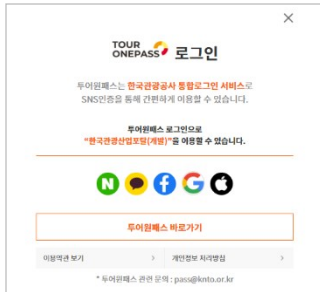 TOUR
ONEPASS 로그인
투어원패스는 한국관광공사 통합로그인 서비스로
SNS인증을 통해 간편하게 이용할 수 있습니다.
투어원패스 로그인으로
"한국관광산업포털(개발)"을 이용할 수 있습니다.
N TALK f G
투어원패스 바로가기
이용약관 보기 > 개인정보 처리방침 >
* 투어원패스 관련 문의 : pass@knto.or.kr